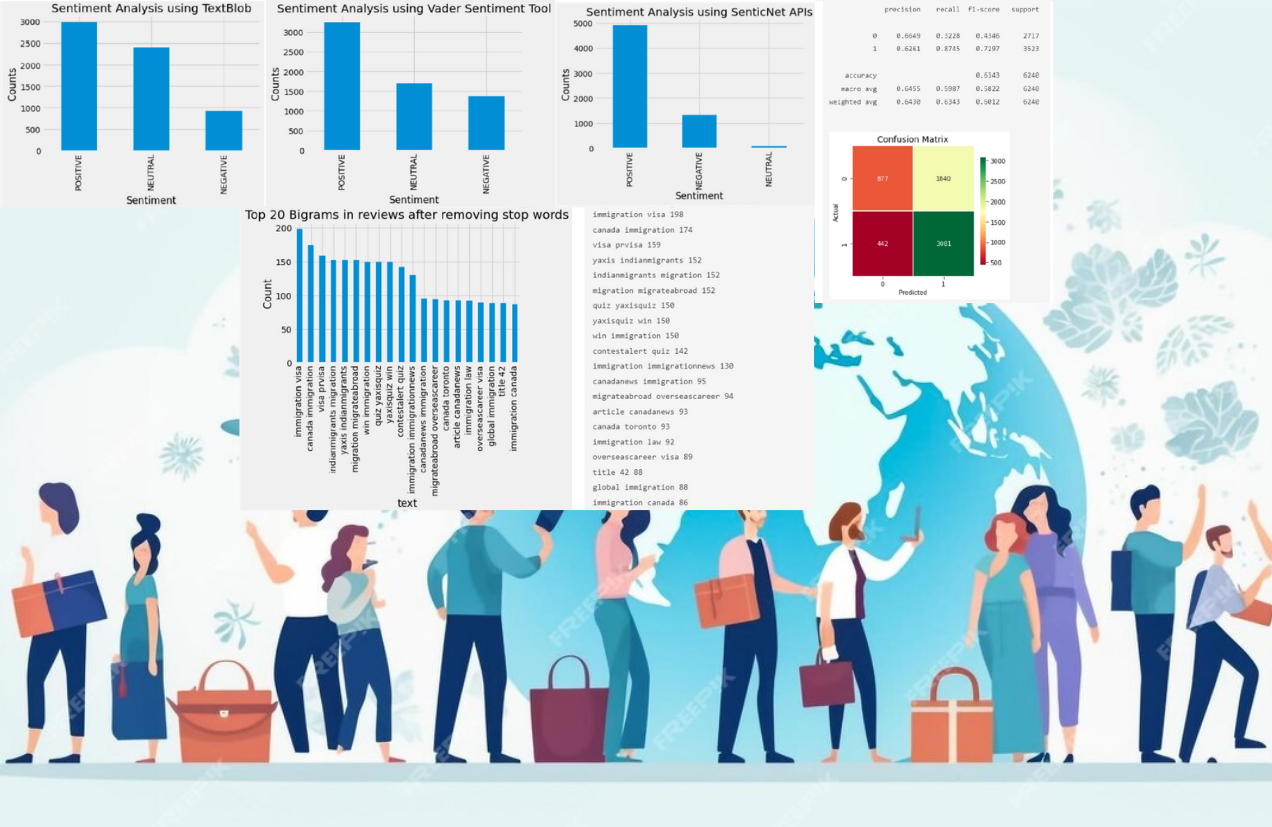 Sentiment Analysis using TextBlob
3000
2500
2000
1500
1000
500
0
Counts
POSITIVE
NEUTRAL
NEGATIVE
Sentiment
Sentiment Analysis using Vader Sentiment Tool
3000
2500
2000
1500
1000
500
0
Counts
POSITIVE
NEUTRAL
NEGATIVE
Sentiment
Sentiment Analysis using SenticNet APIs
5000
4000
3000
2000
1000
0
Counts
POSITIVE
NEGATIVE
NEUTRAL
Sentiment
precision recall f1-score support
0 0.6649 0.3228 0.4346 2717
1 0.6261 0.8745 0.7297 3523
accuracy 0.6343 6240
macro avg 0.6455 0.5987 0.5822 6240
weighted avg 0.6430 0.6343 0.6012 6240
Confusion Matrix
Actual
0
1
877 1840
442 3081
0 1
Predicted
3000
2500
2000
1500
1000
500
Top 20 Bigrams in reviews after removing stop words
200
150
100
50
0
Count
immigration visa
canada immigration
visa prvisa
indianmigrants migration
yaxis indianmigrants
migration migrateabroad
win immigration
quiz yaxisquiz
yaxisquiz win
contestalert quiz
immigration immigrationnews
canadanews immigration
migrateabroad overseascareer
canada toronto
article canadanews
immigration law
overseascareer visa
global immigration
title 42
immigration canada
text
immigration visa 198
canada immigration 174
visa prvisa 159
yaxis indianmigrants 152
indianmigrants migration 152
migration migrateabroad 152
quiz yaxisquiz 150
yaxisquiz win 150
win immigration 150
contestalert quiz 142
immigration immigrationnews 130
canadanews immigration 95
migrateabroad overseascareer 94
article canadanews 93
canada toronto 93
immigration law 92
overseascareer visa 89
title 42 88
global immigration 88
immigration canada 86
FREEPIK